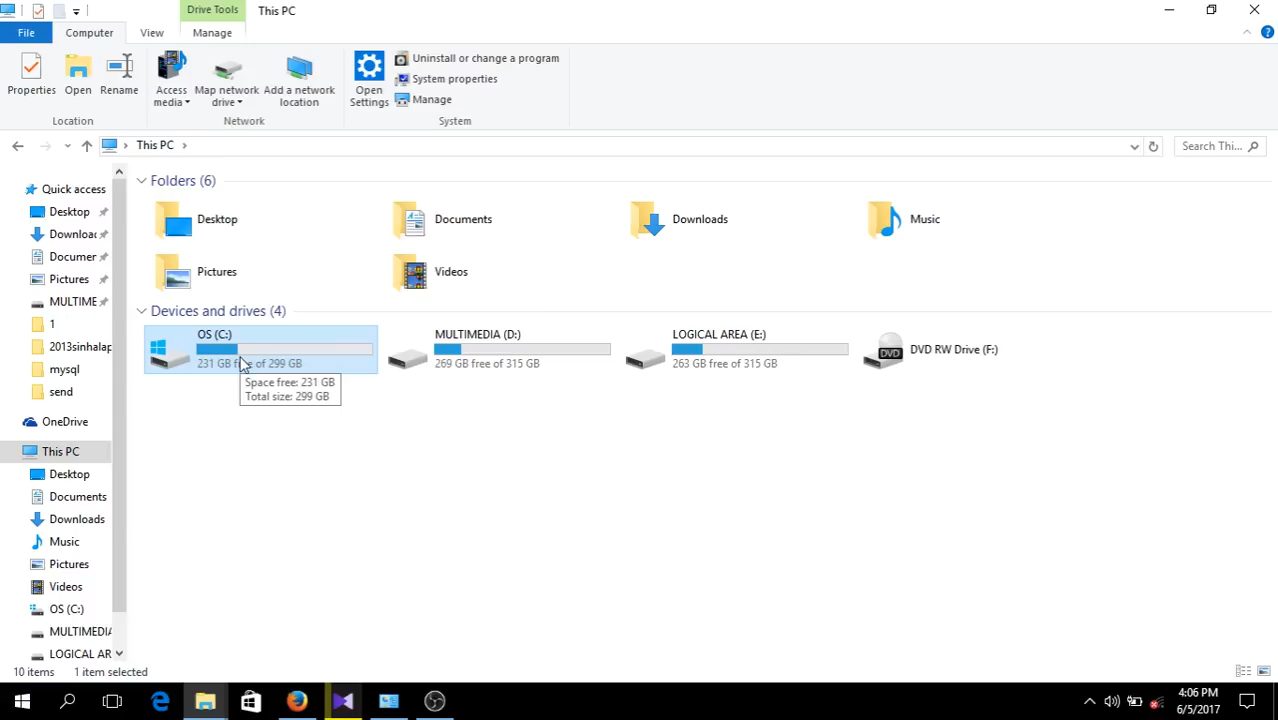 Drive Tools
This PC
File
Computer
View
Manage
Properties
Open
Rename
Access media
Map network drive
Add a network location
Open Settings
Uninstall or change a program
System properties
Manage
Location
Network
System
This PC
Search Thi...
Quick access
Desktop
Downloac
Documer
Pictures
MULTIME
1
2013sinhalap
mysql
send
OneDrive
This PC
Desktop
Documents
Downloads
Music
Pictures
Videos
OS (C:)
MULTIMEDIA
LOGICAL AR
Folders (6)
Desktop
Documents
Downloads
Music
Pictures
Videos
Devices and drives (4)
OS (C:)
231 GB free of 299 GB
Space free: 231 GB
Total size: 299 GB
MULTIMEDIA (D:)
269 GB free of 315 GB
LOGICAL AREA (E:)
263 GB free of 315 GB
DVD
DVD RW Drive (F:)
10 items
1 item selected
4:06 PM
6/5/2017